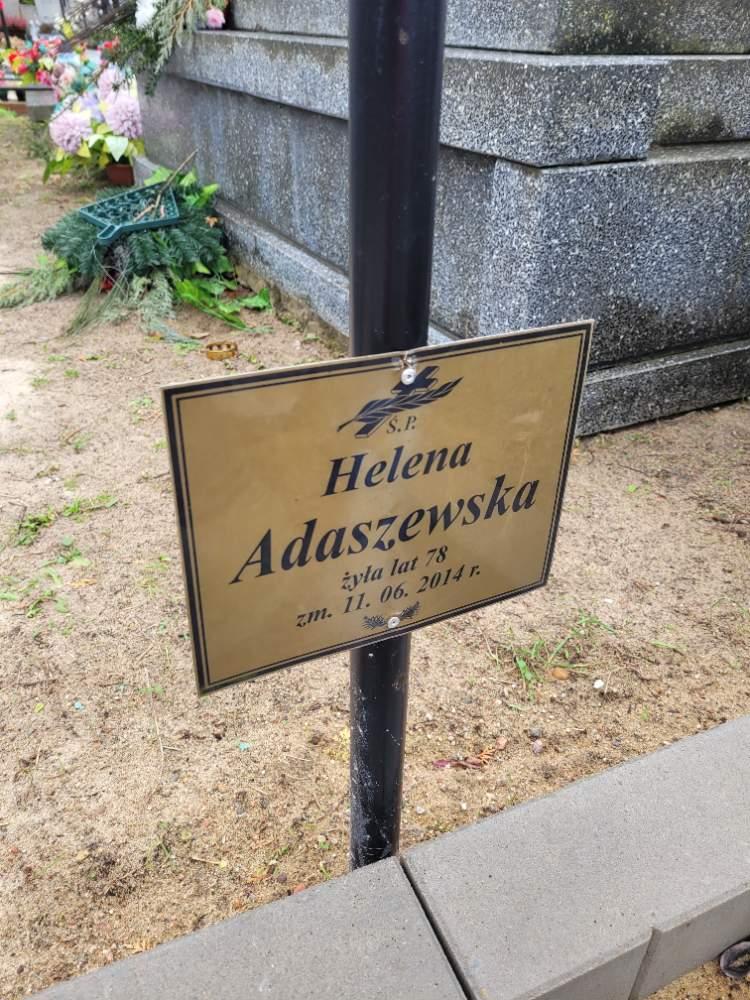 Ś.P.
Helena
Adaszewska
żyła lat 78
zm. 11. 06. 2014 r.